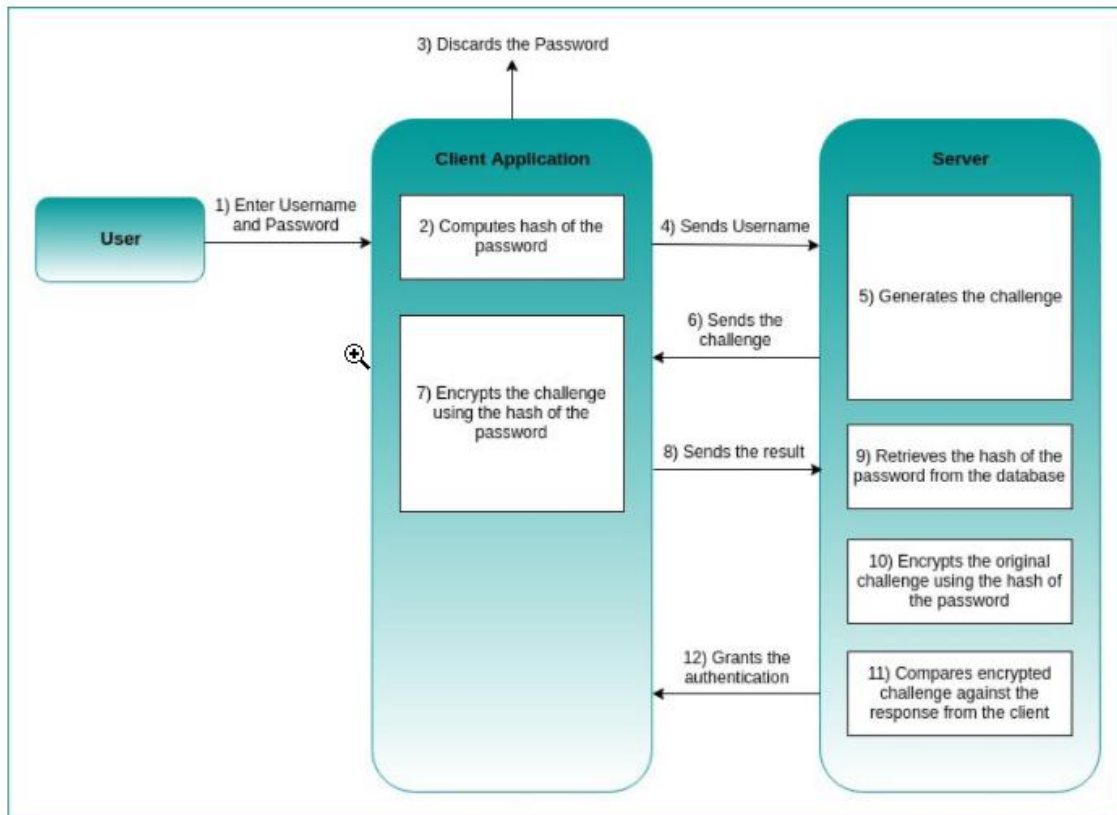 3) Discards the Password
Client Application
Server
User
1) Enter Username
and Password
2) Computes hash of the
password
4) Sends Username
5) Generates the challenge
6) Sends the
challenge
7) Encrypts the challenge
using the hash of the
password
8) Sends the result
9) Retrieves the hash of the
password from the database
10) Encrypts the original
challenge using the hash of
the password
11) Compares encrypted
challenge against the
response from the client
12) Grants the
authentication